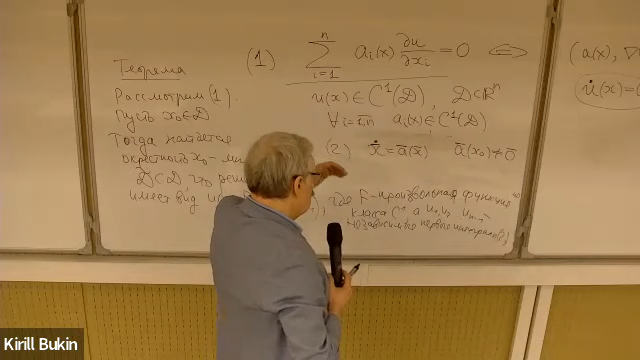 Теорема
Рассмотрим (1).
Пусть x₀∈D
Тогда найдется
окрестность x₀ -
D̃⊂D, что реш
имеет вид
(1) ∑ᵢ₌₁ⁿ aᵢ(x) ∂u/∂xᵢ = 0 ⟺
u(x) ∈ C¹(D), D⊂ℝⁿ
∀i=1,n aᵢ(x)∈C¹(D)
(2) ẋ = ā(x̄) ā(x₀)≠0̄
, где F-произвольная функция
класса C¹, а u₁, u₂, uₙ₋₁
независимые первые интегралы
(a(x), ∇
u̇(x)=
Kirill Bukin